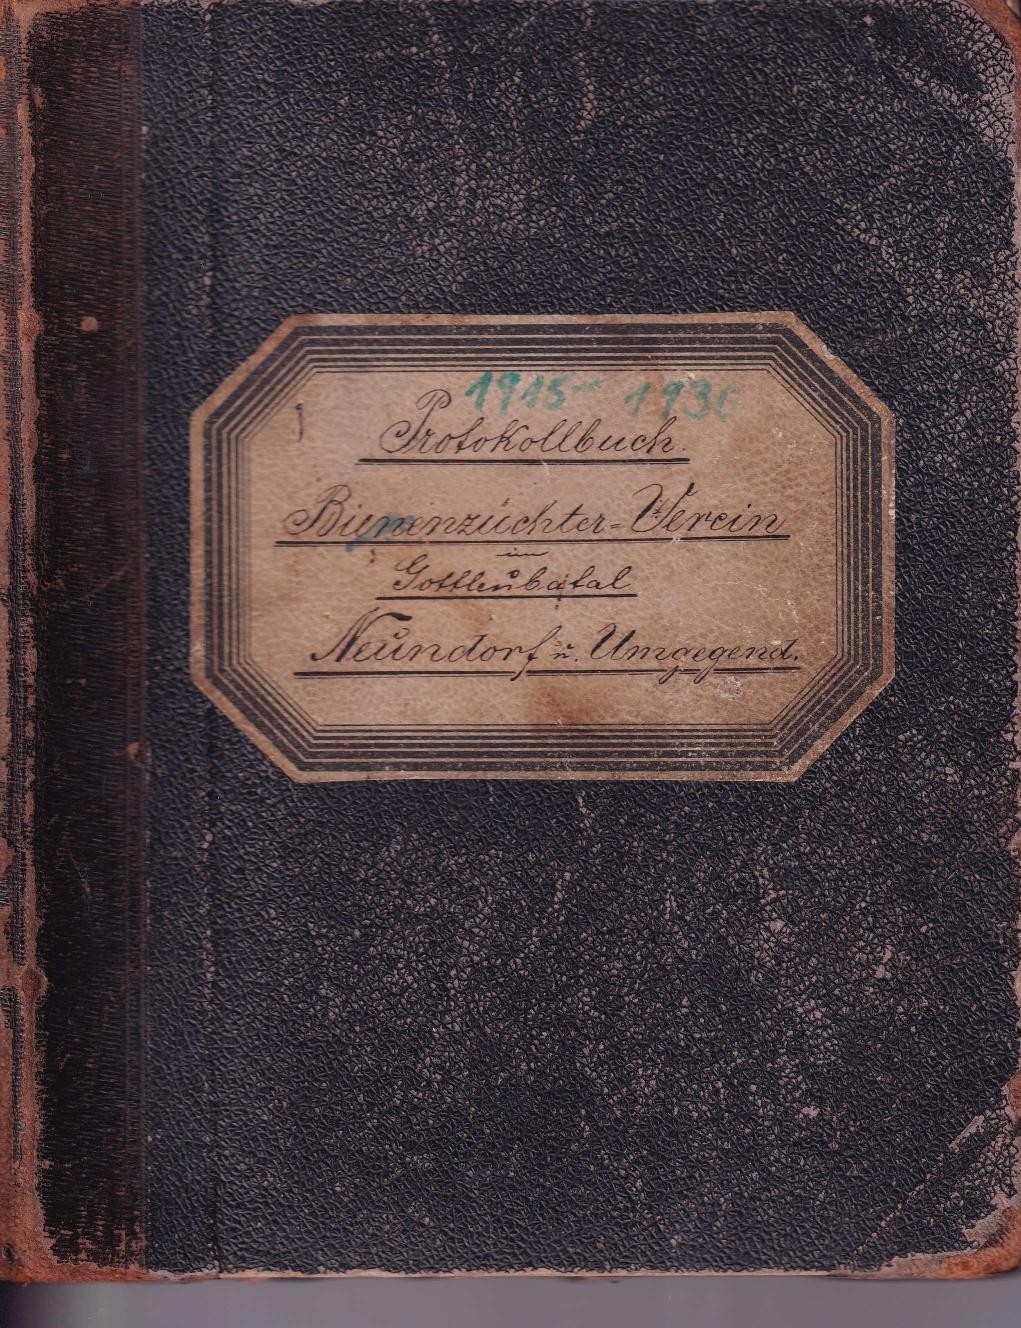 1915- 1930
Protokollbuch.
Bienenzüchter-Verein
im
Gottleubatal
Neundorf u. Umgegend.